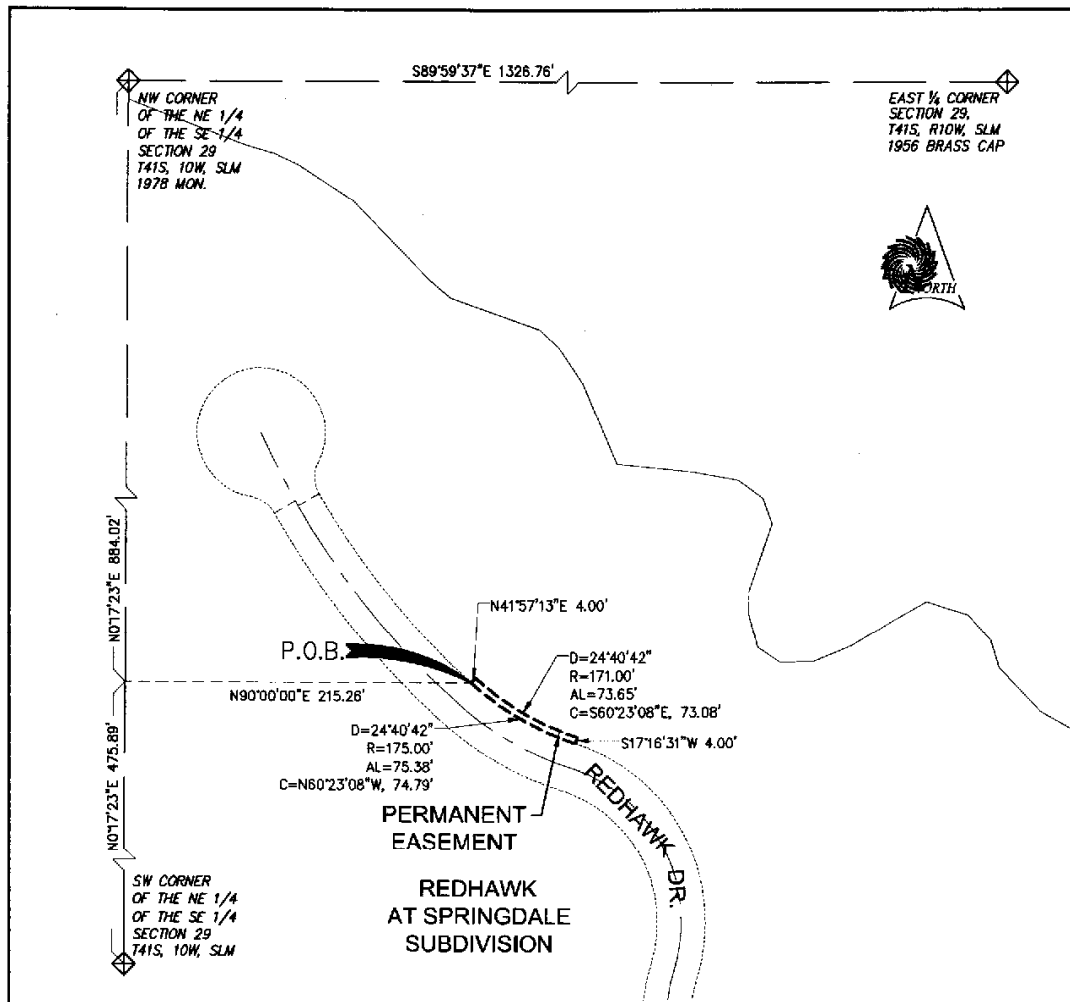 S89°59'37"E 1326.76'
NW CORNER
OF THE NE 1/4
OF THE SE 1/4
SECTION 29
T41S, 10W, SLM
1978 MON.
EAST ¼ CORNER
SECTION 29,
T41S, R10W, SLM
1956 BRASS CAP
NORTH
N0°17'23"E 884.02'
N41°57'13"E 4.00'
P.O.B.
D=24°40'42"
R=171.00'
AL=73.65'
C=S60°23'08"E, 73.08'
N90°00'00"E 215.26'
D=24°40'42"
R=175.00'
AL=75.38'
C=N60°23'08"W, 74.79'
S17°16'31"W 4.00'
N0°17'23"E 475.89'
PERMANENT
EASEMENT
REDHAWK DR.
REDHAWK
AT SPRINGDALE
SUBDIVISION
SW CORNER
OF THE NE 1/4
OF THE SE 1/4
SECTION 29
T41S, 10W, SLM